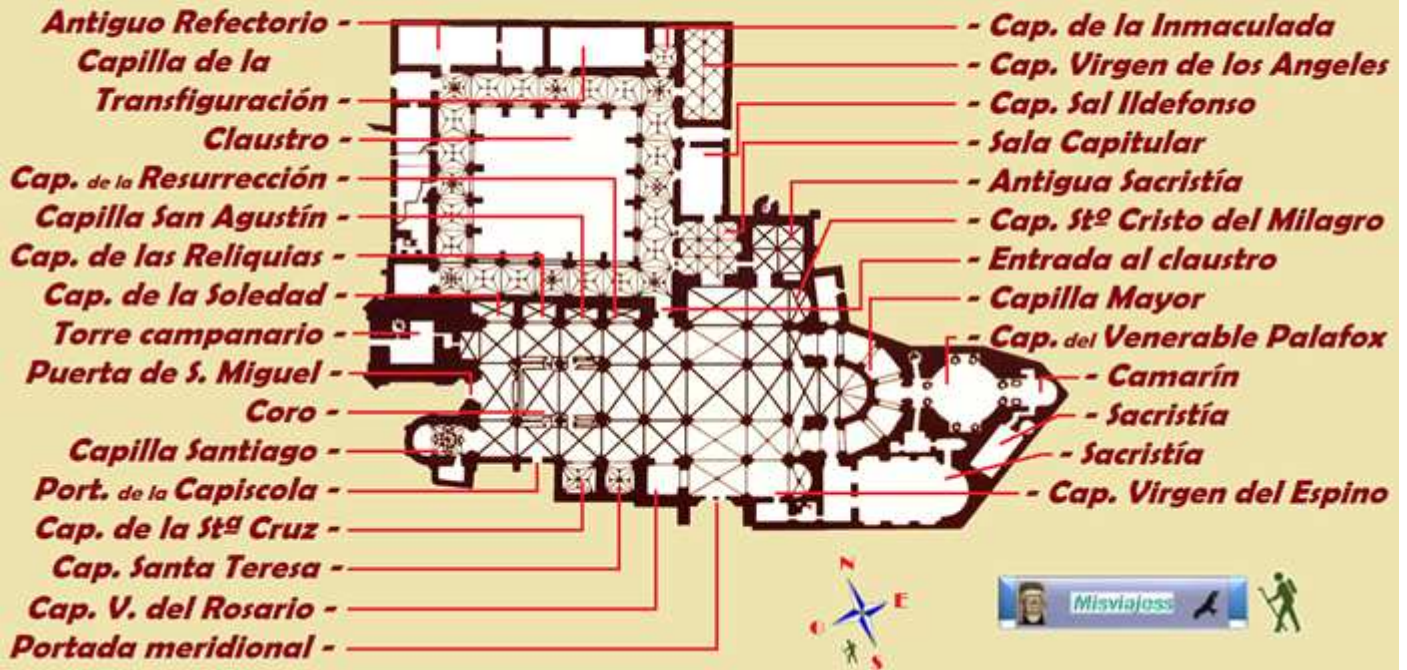 Antiguo Refectorio -
Capilla de la
Transfiguración -
Claustro -
Cap. de la Resurrección -
Capilla San Agustín -
Cap. de las Reliquias -
Cap. de la Soledad -
Torre campanario -
Puerta de S. Miguel -
Coro -
Capilla Santiago -
Port. de la Capiscola -
Cap. de la Stª Cruz -
Cap. Santa Teresa -
Cap. V. del Rosario -
Portada meridional -
- Cap. de la Inmaculada
- Cap. Virgen de los Angeles
- Cap. Sal Ildefonso
- Sala Capitular
- Antigua Sacristía
- Cap. Stº Cristo del Milagro
- Entrada al claustro
- Capilla Mayor
- Cap. del Venerable Palafox
- Camarín
- Sacristía
- Sacristía
- Cap. Virgen del Espino
N
E
O
S
Misviajess